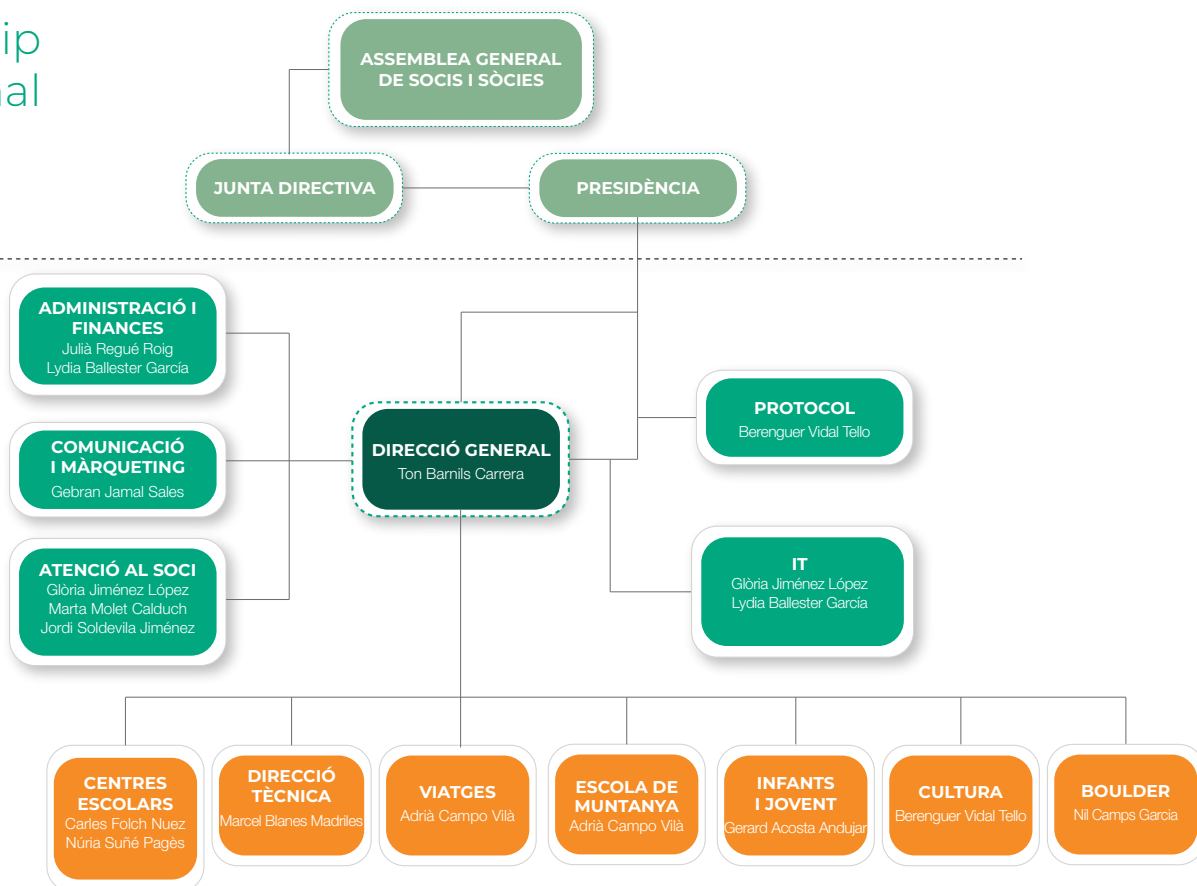 ip
nal
ASSEMBLEA GENERAL
DE SOCIS I SÒCIES
JUNTA DIRECTIVA
PRESIDÈNCIA
ADMINISTRACIÓ I
FINANCES
Julià Regué Roig
Lydia Ballester García
COMUNICACIÓ
I MÀRQUETING
Gebran Jamal Sales
ATENCIÓ AL SOCI
Glòria Jiménez López
Marta Molet Calduch
Jordi Soldevila Jiménez
DIRECCIÓ GENERAL
Ton Barnils Carrera
PROTOCOL
Berenguer Vidal Tello
IT
Glòria Jiménez López
Lydia Ballester García
CENTRES
ESCOLARS
Carles Folch Nuez
Núria Suñé Pagès
DIRECCIÓ
TÈCNICA
Marcel Blanes Madriles
VIATGES
Adrià Campo Vilà
ESCOLA DE
MUNTANYA
Adrià Campo Vilà
INFANTS
I JOVENT
Gerard Acosta Andujar
CULTURA
Berenguer Vidal Tello
BOULDER
Nil Camps Garcia